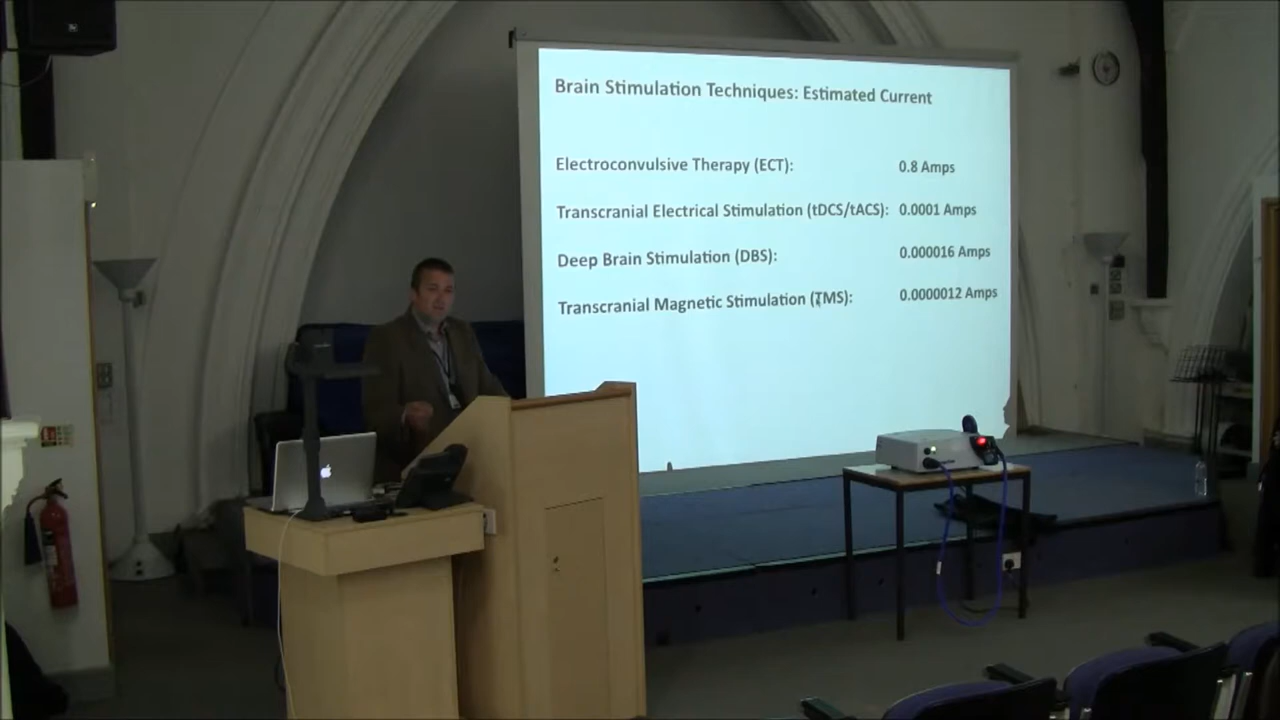 Brain Stimulation Techniques: Estimated Current
Electroconvulsive Therapy (ECT): 0.8 Amps
Transcranial Electrical Stimulation (tDCS/tACS): 0.0001 Amps
Deep Brain Stimulation (DBS): 0.000016 Amps
Transcranial Magnetic Stimulation (TMS): 0.0000012 Amps